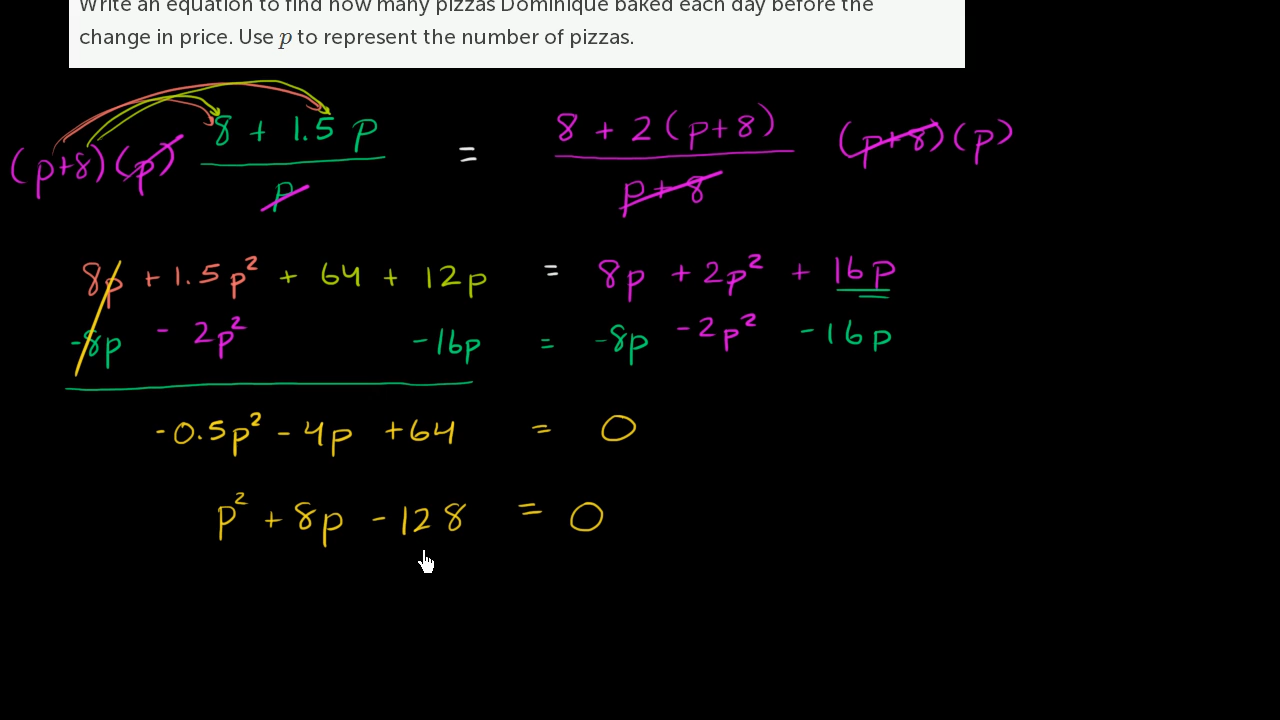 Write an equation to find how many pizzas Dominique baked each day before the
change in price. Use p to represent the number of pizzas.
(p+8)(p) (8 + 1.5p)/p = (8 + 2(p+8))/(p+8) (p+8)(p)
8p + 1.5p² + 64 + 12p = 8p + 2p² + 16p
-8p - 2p² -16p = -8p -2p² -16p
-0.5p² - 4p +64 = 0
p² + 8p - 128 = 0